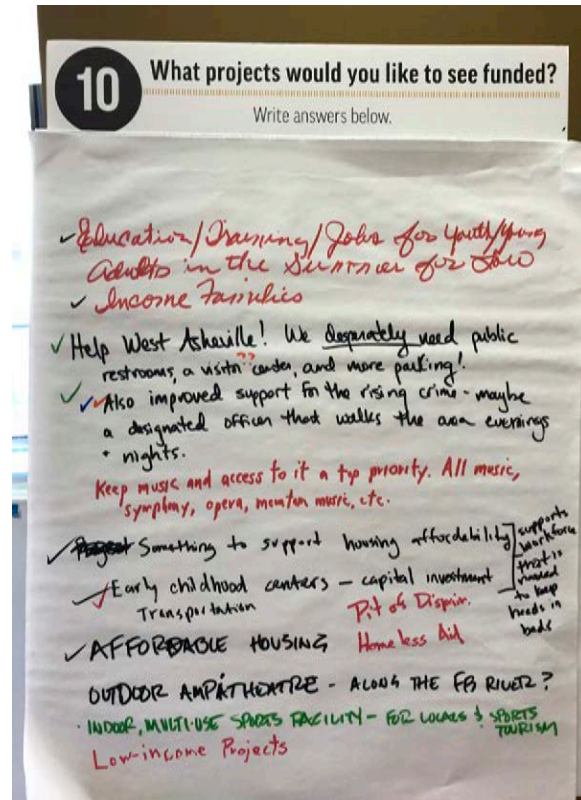 10
What projects would you like to see funded?
Write answers below.
Education/Training/Jobs for Youth/Young
Adults in the Summer for Low
Income Families
Help West Asheville! We desparately need public
restrooms, a visitor center, and more parking!
??
Also improved support for the rising crime - maybe
a designated officer that walks the area evenings
+ nights.
Keep music and access to it a top priority. All music,
symphony, opera, mountain music, etc.
Something to support housing affordability
Early childhood centers - capital investment
supports
workforce
that is
needed
to keep
heads in
beds
Transportation
Pit of Dispair.
AFFORDABLE HOUSING
Homeless Aid
OUTDOOR AMPATHEATRE - ALONG THE FB RIVER?
· INDOOR, MULTI-USE SPORTS FACILITY - FOR LOCALS & SPORTS
TOURISM
Low-income Projects